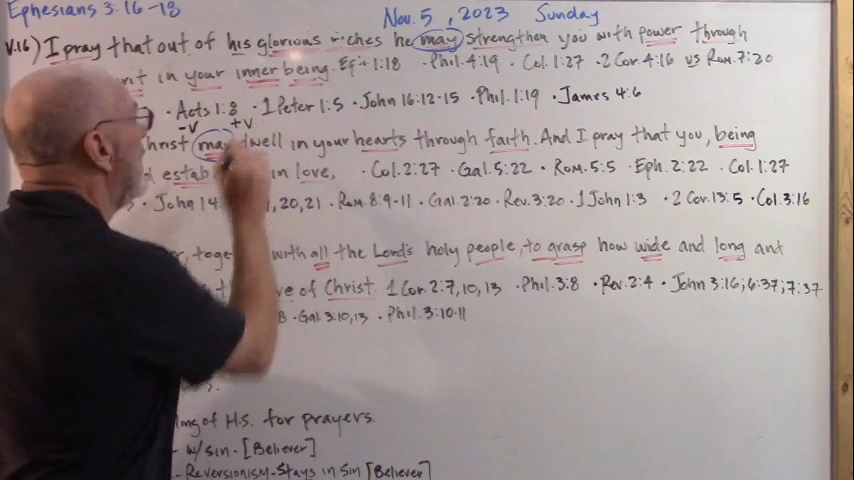 Ephesians 3:16-18 Nov. 5, 2023 Sunday
V.16) I pray that out of his glorious riches he may strengthen you with power through
in your inner being. Eph 1:18 · Phil. 4:19 · Col. 1:27 · 2 Cor. 4:16 vs Rom. 7:20
· Acts 1:8 · 1 Peter 1:5 · John 16:12-15 · Phil. 1:19 · James 4:6
-V +V
may dwell in your hearts through faith. And I pray that you, being
in love, · Col. 2:27 · Gal. 5:22 · Rom. 5:5 · Eph. 2:22 · Col. 1:27
· John 14 20, 21 · Rom. 8:9-11 · Gal. 2:20 · Rev. 3:20 · 1 John 1:3 · 2 Cor. 13:5 · Col. 3:16
with all the Lord's holy people, to grasp how wide and long and
of Christ. 1 Cor. 2:7, 10, 13 · Phil. 3:8 · Rev. 2:4 · John 3:16; 6:37; 7:37
· Gal. 3:10, 13 · Phil. 3:10-11
of H.S. for prayers.
- w/sin - [Believer]
- Reversionism - Stays in Sin [Believer]